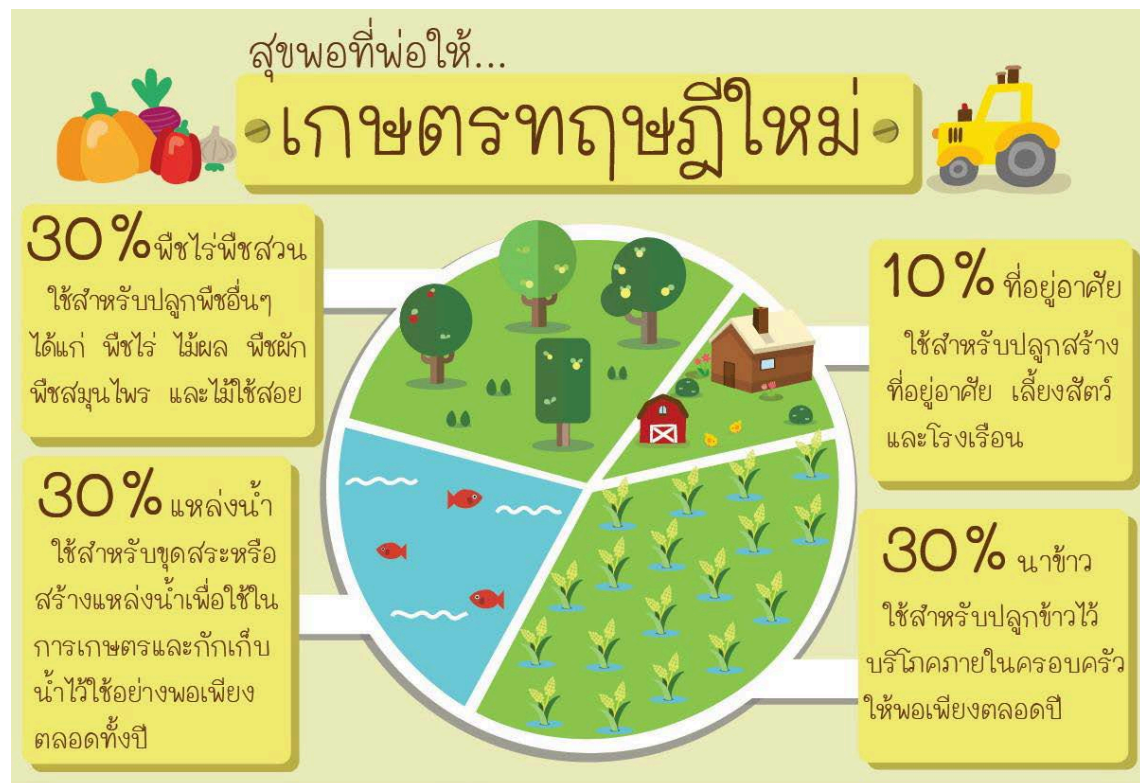 สุขพอที่พ่อให้...
เกษตรทฤษฎีใหม่
30% พืชไร่พืชสวน
ใช้สำหรับปลูกพืชอื่นๆ
ได้แก่ พืชไร่ ไม้ผล พืชผัก
พืชสมุนไพร และไม้ใช้สอย
10% ที่อยู่อาศัย
ใช้สำหรับปลูกสร้าง
ที่อยู่อาศัย เลี้ยงสัตว์
และโรงเรือน
30% แหล่งน้ำ
ใช้สำหรับขุดสระหรือ
สร้างแหล่งน้ำเพื่อใช้ใน
การเกษตรและกักเก็บ
น้ำไว้ใช้อย่างพอเพียง
ตลอดทั้งปี
30% นาข้าว
ใช้สำหรับปลูกข้าวไว้
บริโภคภายในครอบครัว
ให้พอเพียงตลอดปี